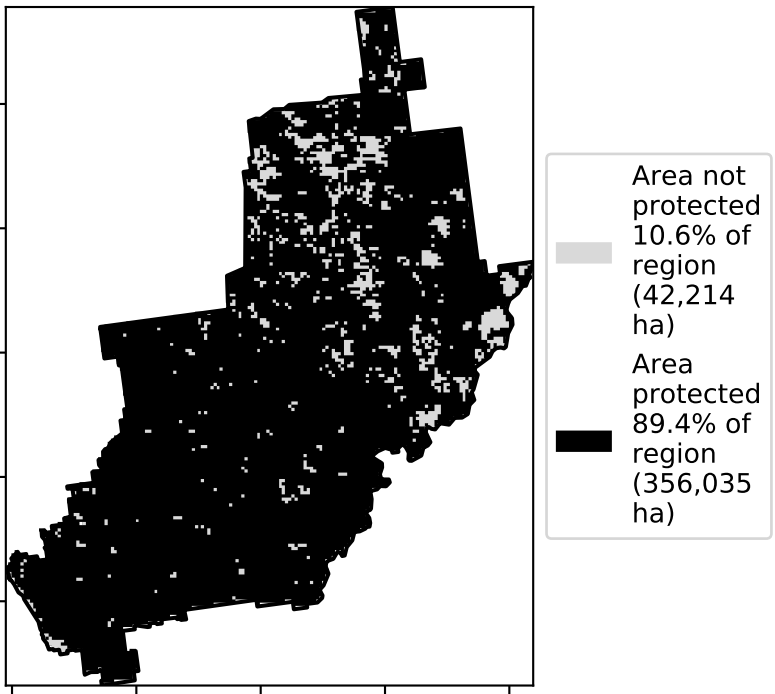 Area not
protected
10.6% of
region
(42,214
ha)
Area
protected
89.4% of
region
(356,035
ha)